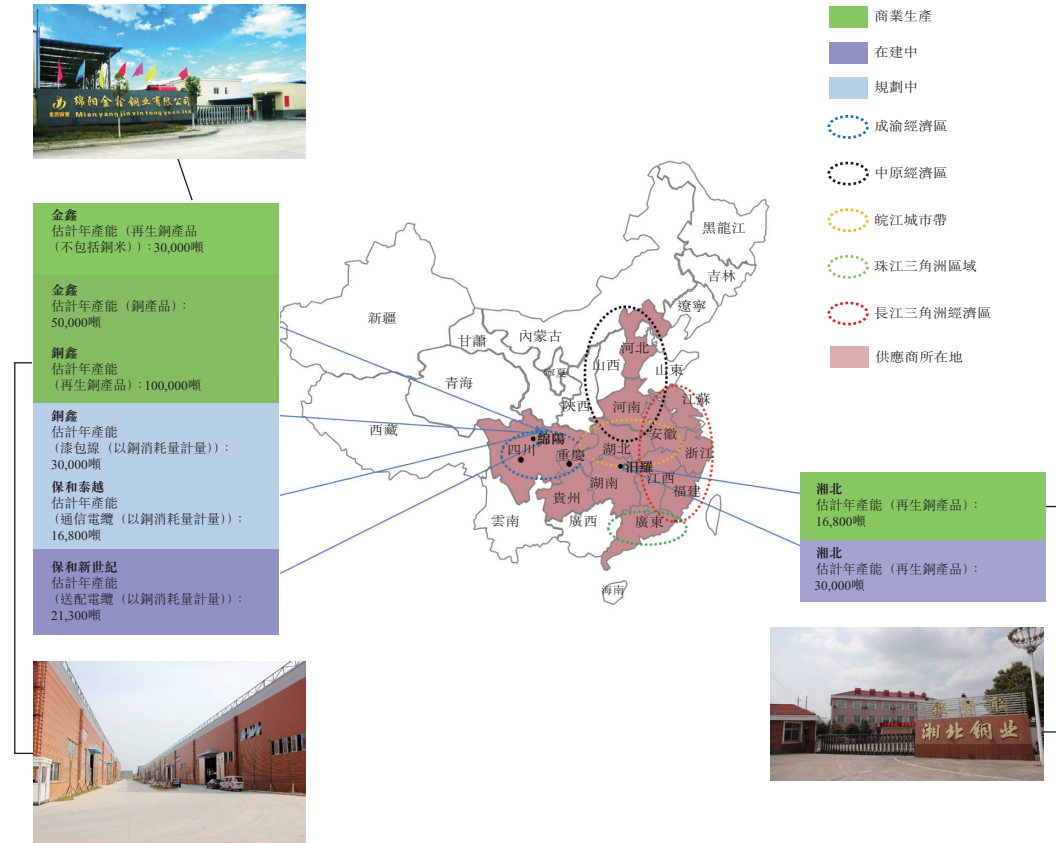 绵阳金鑫铜业有限公司
Mianyangjinxintongyeco.ltd
商業生產
在建中
規劃中
成渝經濟區
中原經濟區
皖江城市帶
珠江三角洲區域
長江三角洲經濟區
供應商所在地
金鑫
估計年產能（再生銅產品
（不包括銅米））：30,000噸
金鑫
估計年產能（銅產品）：
50,000噸
銅鑫
估計年產能
（再生銅產品）：100,000噸
銅鑫
估計年產能
（漆包線（以銅消耗量計量））：
30,000噸
保和泰越
估計年產能
（通信電纜（以銅消耗量計量））：
16,800噸
保和新世紀
估計年產能
（送配電纜（以銅消耗量計量））：
21,300噸
黑龍江
吉林
遼寧
新疆
甘肅
內蒙古
河北
山西
山東
寧夏
青海
陝西
河南
江蘇
西藏
安徽
綿陽
四川
重慶
湖北
浙江
汨羅
湖南
江西
福建
貴州
雲南
廣西
廣東
海南
湘北
估計年產能（再生銅產品）：
16,800噸
湘北
估計年產能（再生銅產品）：
30,000噸
湘北铜业